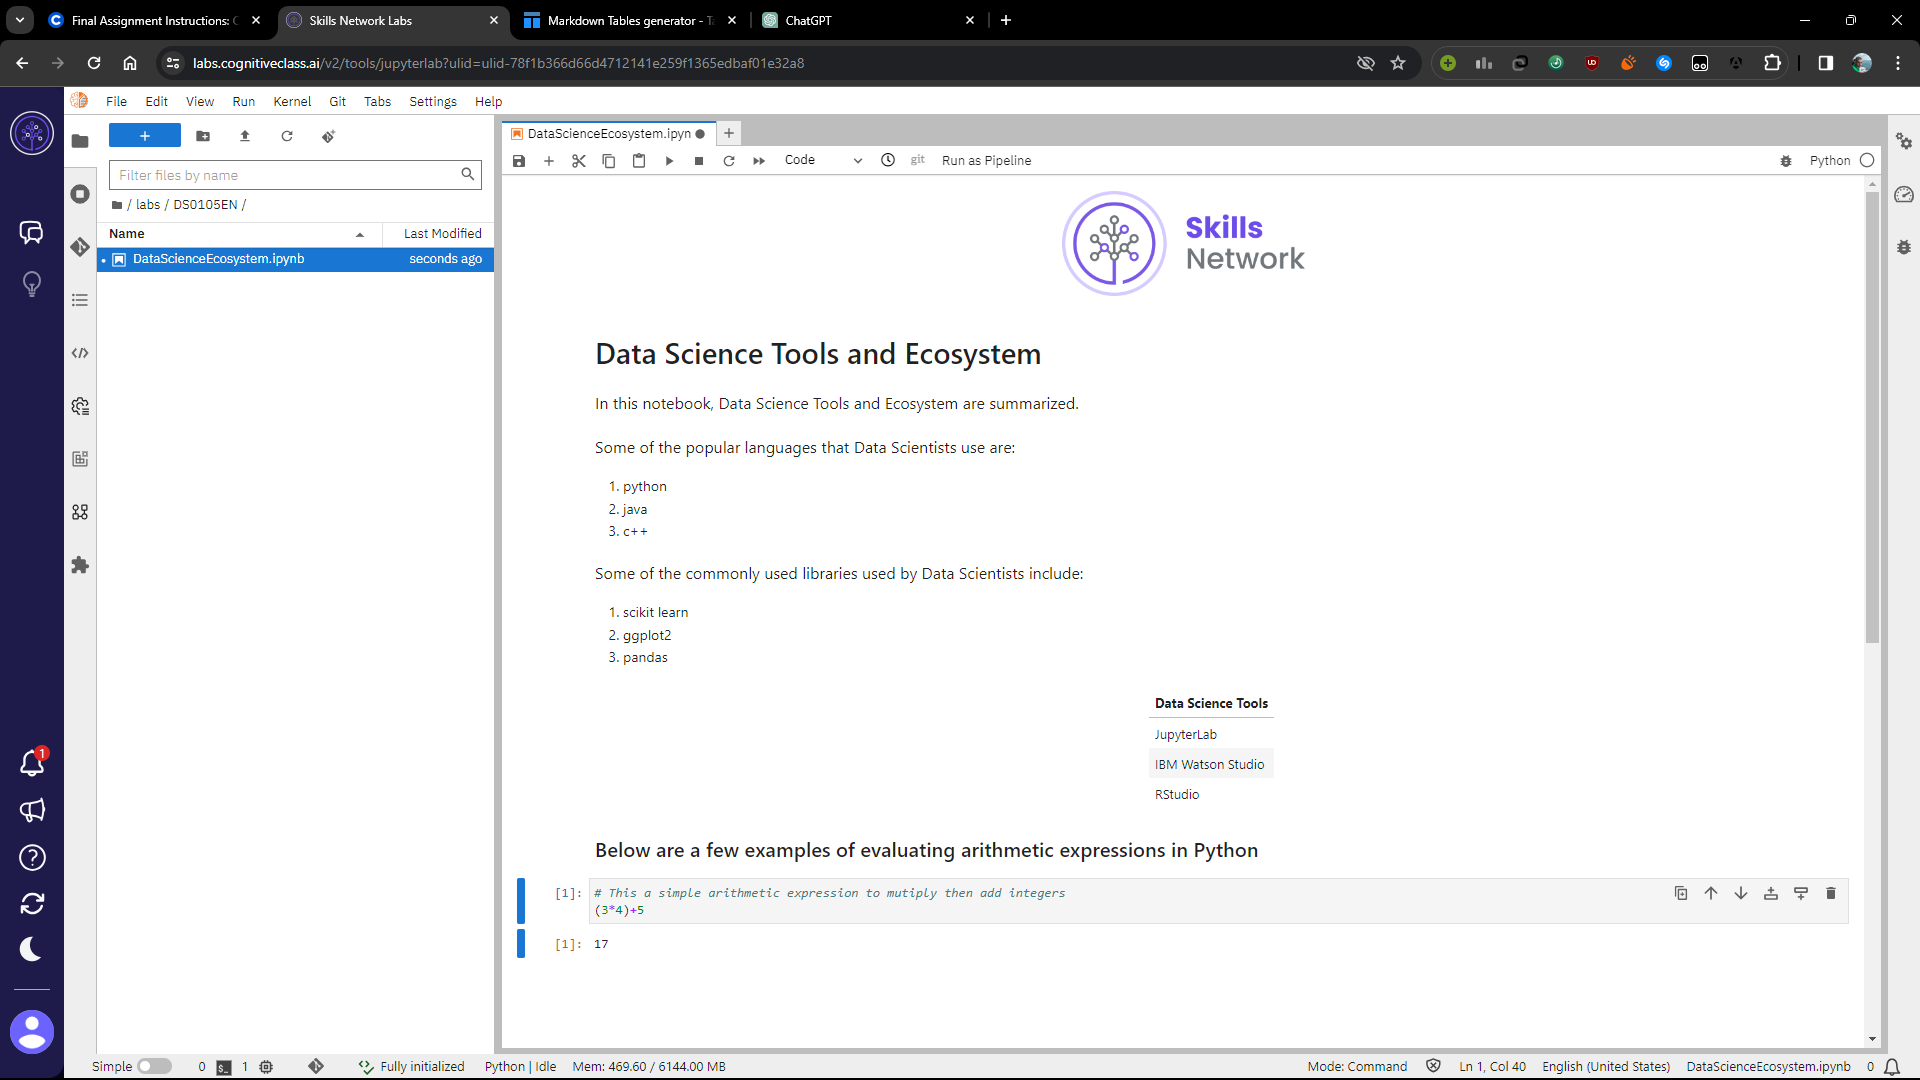 Final Assignment Instructions: C
Skills Network Labs
Markdown Tables generator - Ta
ChatGPT
labs.cognitiveclass.ai/v2/tools/jupyterlab?ulid=ulid-78f1b366d66d4712141e259f1365edbaf01e32a8
File Edit View Run Kernel Git Tabs Settings Help
Filter files by name
/ labs / DS0105EN /
Name Last Modified
DataScienceEcosystem.ipynb seconds ago
DataScienceEcosystem.ipyn
Code git Run as Pipeline Python
Skills
Network
Data Science Tools and Ecosystem
In this notebook, Data Science Tools and Ecosystem are summarized.
Some of the popular languages that Data Scientists use are:
1. python
2. java
3. c++
Some of the commonly used libraries used by Data Scientists include:
1. scikit learn
2. ggplot2
3. pandas
Data Science Tools
JupyterLab
IBM Watson Studio
RStudio
Below are a few examples of evaluating arithmetic expressions in Python
[1]: # This a simple arithmetic expression to mutiply then add integers
(3*4)+5
[1]: 17
1
Simple 0 1 Fully initialized Python | Idle Mem: 469.60 / 6144.00 MB Mode: Command Ln 1, Col 40 English (United States) DataScienceEcosystem.ipynb 0